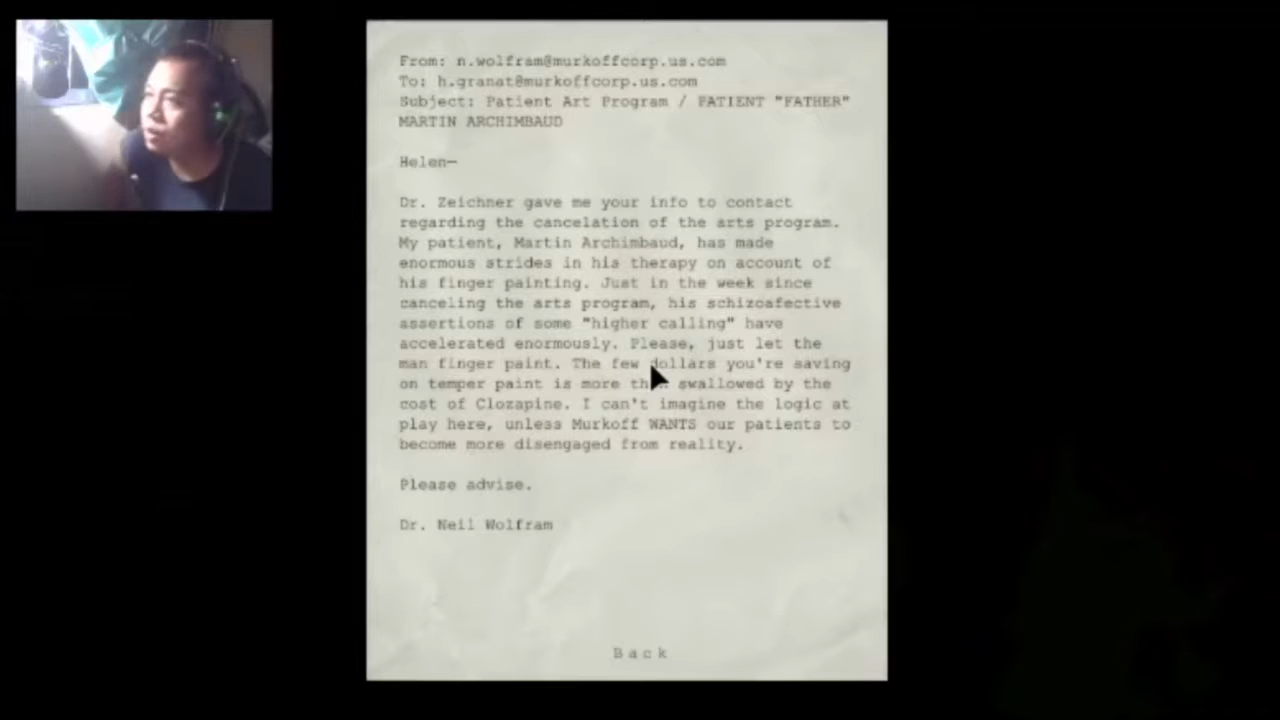 From: n.wolfram@murkoffcorp.us.com
To: h.granat@murkoffcorp.us.com
Subject: Patient Art Program / PATIENT "FATHER"
MARTIN ARCHIMBAUD
Helen—
Dr. Zeichner gave me your info to contact
regarding the cancelation of the arts program.
My patient, Martin Archimbaud, has made
enormous strides in his therapy on account of
his finger painting. Just in the week since
canceling the arts program, his schizoafective
assertions of some "higher calling" have
accelerated enormously. Please, just let the
man finger paint. The few dollars you're saving
on temper paint is more than swallowed by the
cost of Clozapine. I can't imagine the logic at
play here, unless Murkoff WANTS our patients to
become more disengaged from reality.
Please advise.
Dr. Neil Wolfram
Back